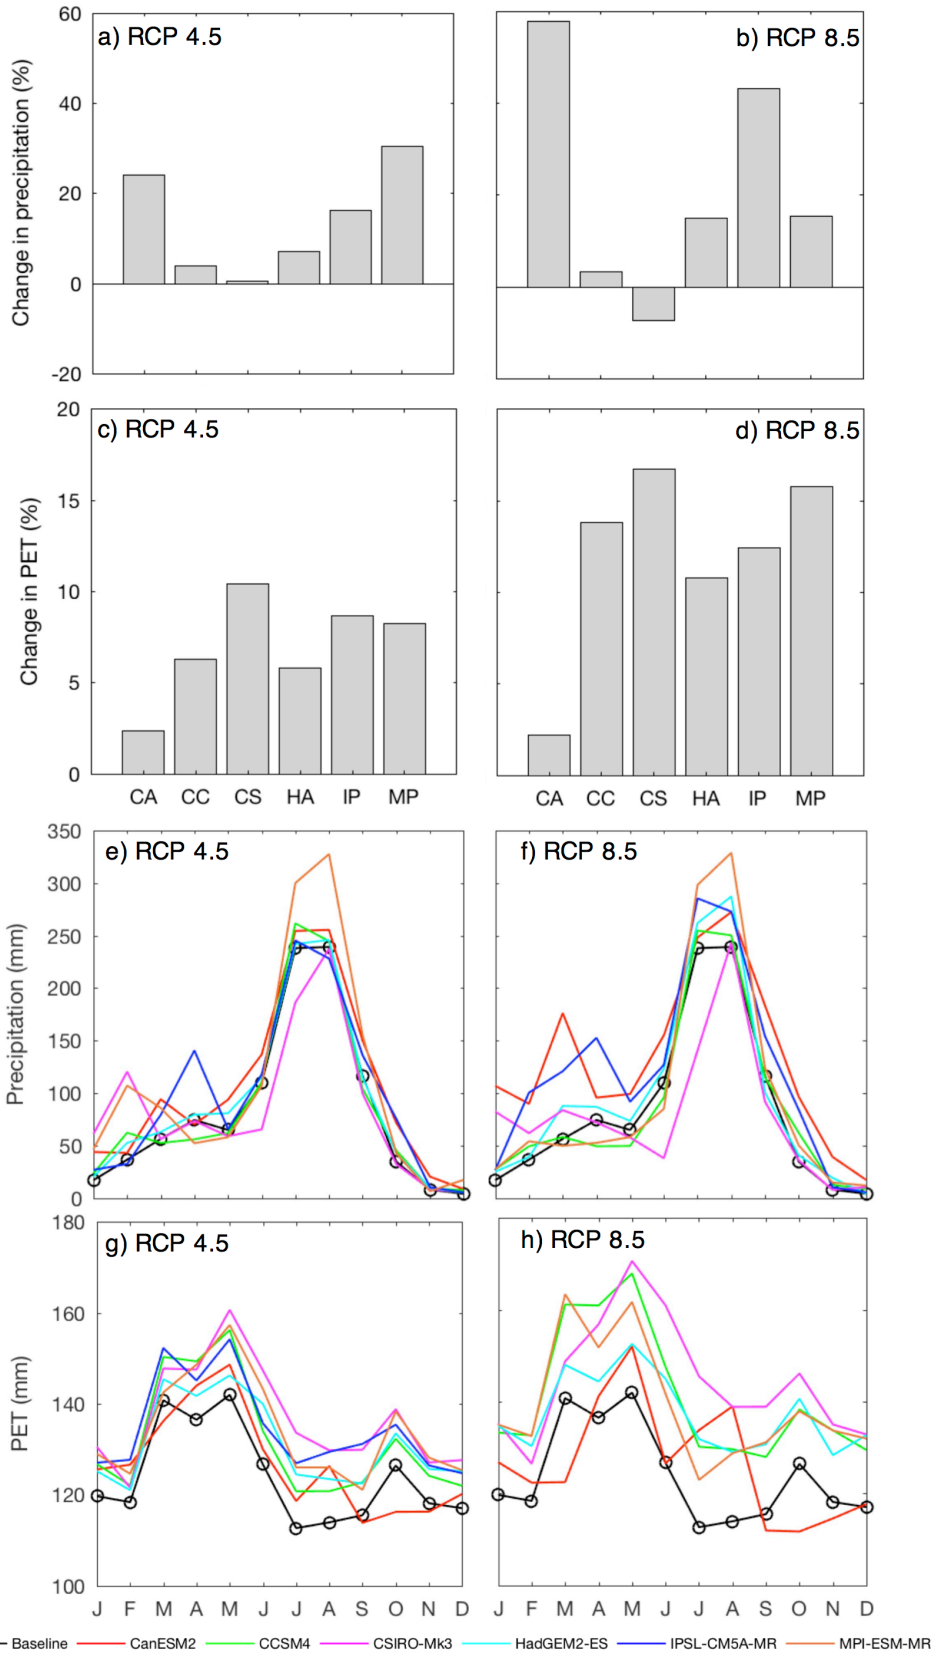 a) RCP 4.5
b) RCP 8.5
Change in precipitation (%)
60
40
20
0
-20
c) RCP 4.5
d) RCP 8.5
Change in PET (%)
20
15
10
5
0
CA CC CS HA IP MP
CA CC CS HA IP MP
e) RCP 4.5
f) RCP 8.5
Precipitation (mm)
350
300
250
200
150
100
50
0
g) RCP 4.5
h) RCP 8.5
PET (mm)
180
160
140
120
100
J F M A M J J A S O N D
J F M A M J J A S O N D
Baseline CanESM2 CCSM4 CSIRO-Mk3 HadGEM2-ES IPSL-CM5A-MR MPI-ESM-MR